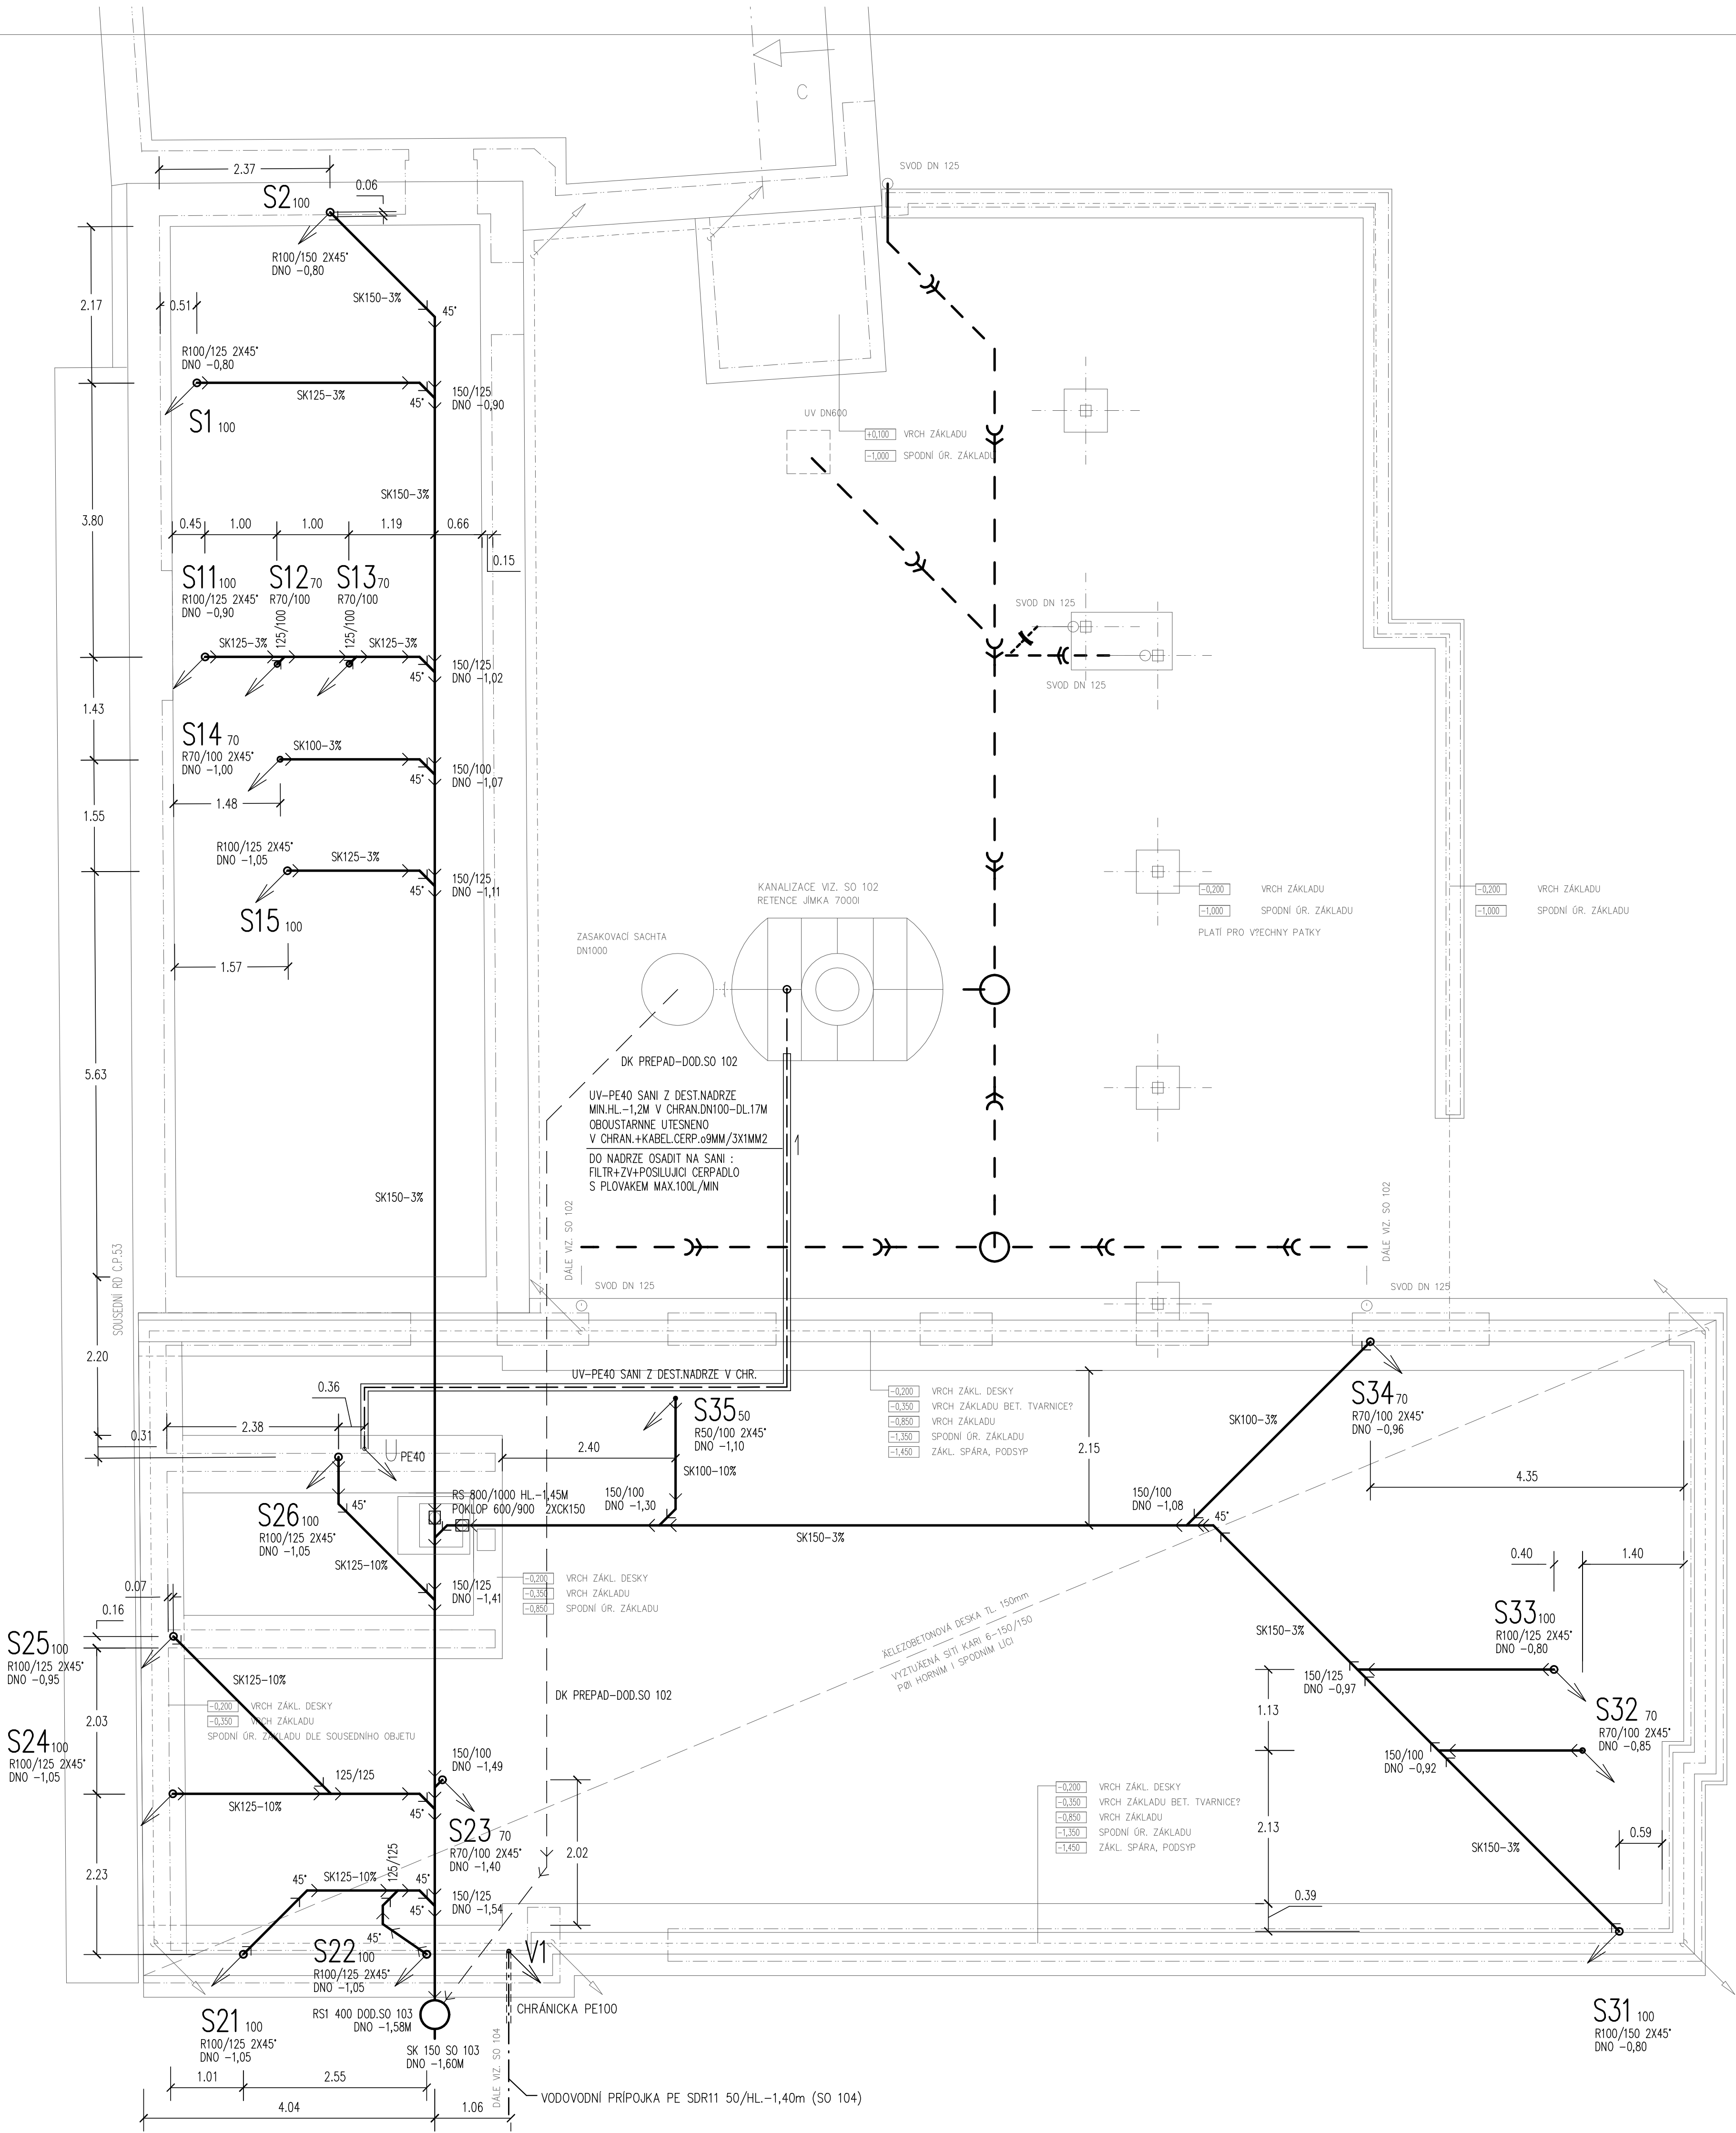 C
SVOD DN 125
2.37
0.06
S2 100
R100/150 2X45°
DNO -0,80
SK150-3%
45°
2.17
0.51
R100/125 2X45°
DNO -0,80
SK125-3%
45°
150/125
DNO -0,90
S1 100
UV DN600
+0,100 VRCH ZÁKLADU
-1,000 SPODNÍ ÚR. ZÁKLADU
SK150-3%
3.80
0.45
1.00
1.00
1.19
0.66
0.15
S11 100
R100/125 2X45°
DNO -0,90
S12 70
R70/100
S13 70
R70/100
125/100
125/100
SK125-3%
SK125-3%
45°
150/125
DNO -1,02
SVOD DN 125
SVOD DN 125
1.43
S14 70
R70/100 2X45°
DNO -1,00
SK100-3%
45°
150/100
DNO -1,07
1.48
1.55
R100/125 2X45°
DNO -1,05
SK125-3%
45°
150/125
DNO -1,11
S15 100
1.57
KANALIZACE VIZ. SO 102
RETENCE JÍMKA 7000l
ZASAKOVACÍ SACHTA
DN1000
-0,200 VRCH ZÁKLADU
-1,000 SPODNÍ ÚR. ZÁKLADU
PLATÍ PRO V?ECHNY PATKY
-0,200 VRCH ZÁKLADU
-1,000 SPODNÍ ÚR. ZÁKLADU
5.63
DK PREPAD-DOD.SO 102
UV-PE40 SANI Z DEST.NADRZE
MIN.HL.-1,2M V CHRAN.DN100-DL.17M
OBOUSTARNNE UTESNENO
V CHRAN.+KABEL.CERP.o9MM/3X1MM2
DO NADRZE OSADIT NA SANI :
FILTR+ZV+POSILUJICI CERPADLO
S PLOVAKEM MAX.100L/MIN
1
SK150-3%
DÁLE VIZ. SO 102
DÁLE VIZ. SO 102
SVOD DN 125
SVOD DN 125
SOUSEDNÍ RD C.P.53
2.20
UV-PE40 SANI Z DEST.NADRZE V CHR.
0.36
2.38
0.31
U PE40
2.40
S35 50
R50/100 2X45°
DNO -1,10
SK100-10%
-0,200 VRCH ZÁKL. DESKY
-0,350 VRCH ZÁKLADU BET. TVARNICE?
-0,850 VRCH ZÁKLADU
-1,350 SPODNÍ ÚR. ZÁKLADU
-1,450 ZÁKL. SPÁRA, PODSYP
2.15
SK100-3%
S34 70
R70/100 2X45°
DNO -0,96
4.35
RS 800/1000 HL.-1,45M
POKLOP 600/900 2XCK150
150/100
DNO -1,30
150/100
DNO -1,08
45°
SK150-3%
S26 100
R100/125 2X45°
DNO -1,05
45°
SK125-10%
150/125
DNO -1,41
-0,200 VRCH ZÁKL. DESKY
-0,350 VRCH ZÁKLADU
-0,850 SPODNÍ ÚR. ZÁKLADU
0.40
1.40
0.07
0.16
S25 100
R100/125 2X45°
DNO -0,95
SK125-10%
ÄELEZOBETONOVÁ DESKA TL. 150mm
VYZTUÄENÁ SÍTÍ KARI 6-150/150
PØI HORNÍM I SPODNÍM LÍCI
SK150-3%
S33 100
R100/125 2X45°
DNO -0,80
150/125
DNO -0,97
1.13
S32 70
R70/100 2X45°
DNO -0,85
150/100
DNO -0,92
DK PREPAD-DOD.SO 102
-0,200 VRCH ZÁKL. DESKY
-0,350 VRCH ZÁKLADU
SPODNÍ ÚR. ZÁKLADU DLE SOUSEDNÍHO OBJETU
2.03
S24 100
R100/125 2X45°
DNO -1,05
125/125
SK125-10%
45°
150/100
DNO -1,49
S23 70
R70/100 2X45°
DNO -1,40
2.02
-0,200 VRCH ZÁKL. DESKY
-0,350 VRCH ZÁKLADU BET. TVARNICE?
-0,850 VRCH ZÁKLADU
-1,350 SPODNÍ ÚR. ZÁKLADU
-1,450 ZÁKL. SPÁRA, PODSYP
2.13
0.39
SK150-3%
0.59
2.23
45°
SK125-10%
125/125
45°
45°
45°
150/125
DNO -1,54
S22 100
R100/125 2X45°
DNO -1,05
V1
CHRÁNICKA PE100
RS1 400 DOD.SO 103
DNO -1,58M
S21 100
R100/125 2X45°
DNO -1,05
SK 150 SO 103
DNO -1,60M
DÁLE VIZ. SO 104
S31 100
R100/150 2X45°
DNO -0,80
1.01
2.55
4.04
1.06
VODOVODNÍ PRÍPOJKA PE SDR11 50/HL.-1,40m (SO 104)